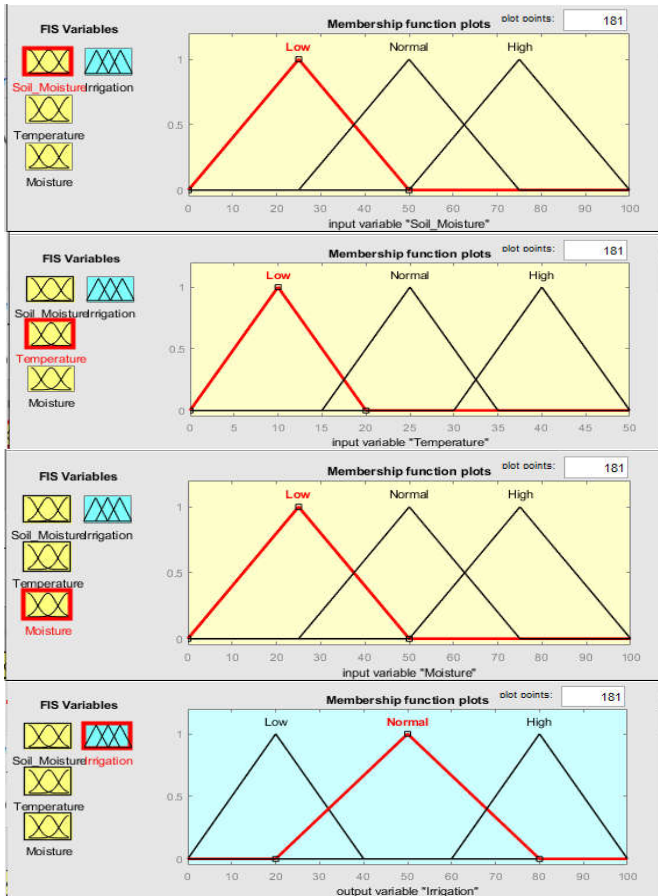 FIS Variables
Membership function plots plot points: 181
Low Normal High
Soil_Moisture Irrigation
Temperature
Moisture
1
0.5
0
0 10 20 30 40 50 60 70 80 90 100
input variable "Soil_Moisture"
FIS Variables
Membership function plots plot points: 181
Low Normal High
Soil_Moisture Irrigation
Temperature
Moisture
1
0.5
0
0 5 10 15 20 25 30 35 40 45 50
input variable "Temperature"
FIS Variables
Membership function plots plot points: 181
Low Normal High
Soil_Moisture Irrigation
Temperature
Moisture
1
0.5
0
0 10 20 30 40 50 60 70 80 90 100
input variable "Moisture"
FIS Variables
Membership function plots plot points: 181
Low Normal High
Soil_Moisture Irrigation
Temperature
Moisture
1
0.5
0
0 10 20 30 40 50 60 70 80 90 100
output variable "Irrigation"